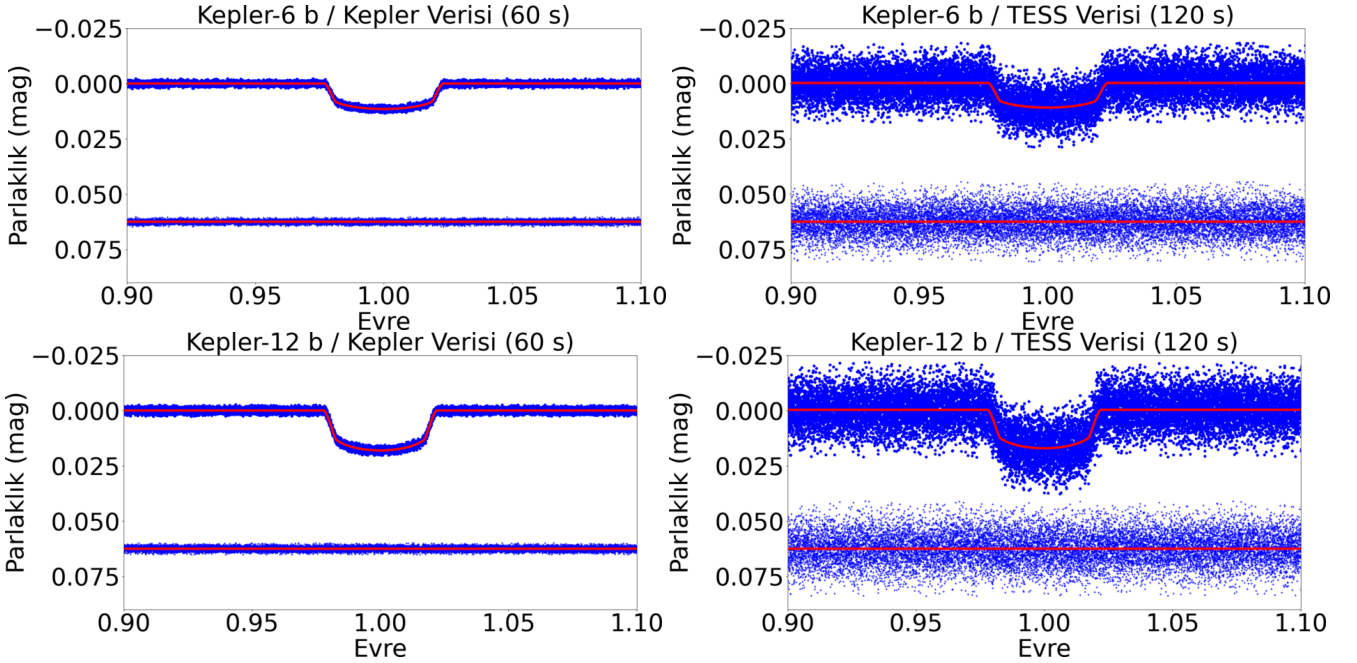 Kepler-6 b / Kepler Verisi (60 s)
−0.025
0.000
0.025
0.050
0.075
Parlaklık (mag)
0.90 0.95 1.00 1.05 1.10
Evre
Kepler-6 b / TESS Verisi (120 s)
−0.025
0.000
0.025
0.050
0.075
Parlaklık (mag)
0.90 0.95 1.00 1.05 1.10
Evre
Kepler-12 b / Kepler Verisi (60 s)
−0.025
0.000
0.025
0.050
0.075
Parlaklık (mag)
0.90 0.95 1.00 1.05 1.10
Evre
Kepler-12 b / TESS Verisi (120 s)
−0.025
0.000
0.025
0.050
0.075
Parlaklık (mag)
0.90 0.95 1.00 1.05 1.10
Evre